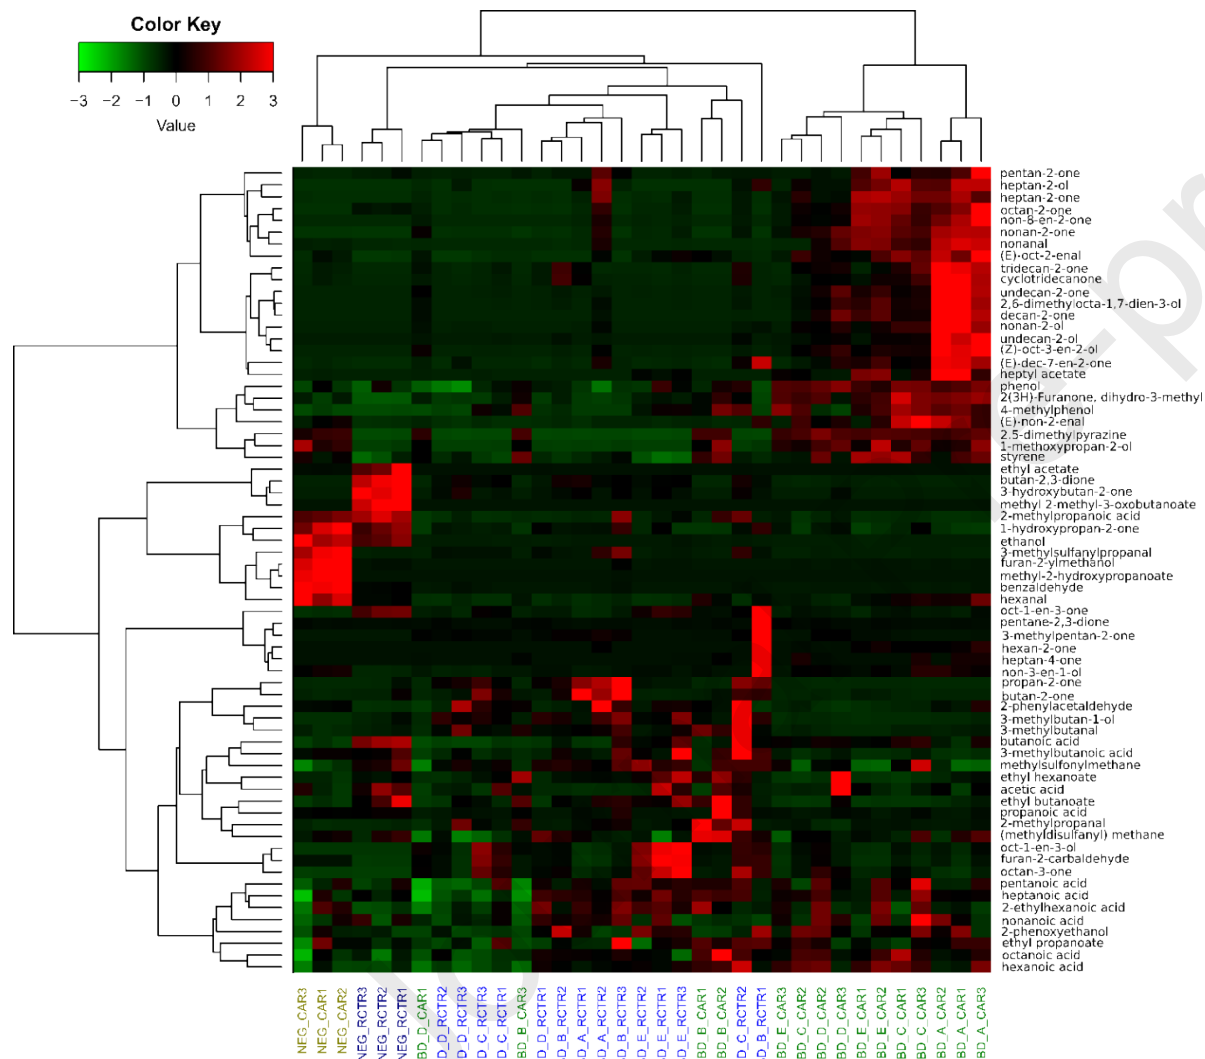 Color Key
−3 −2 −1 0 1 2 3
Value
pentan-2-one
heptan-2-ol
heptan-2-one
octan-2-one
non-8-en-2-one
nonan-2-one
nonanal
(E)-oct-2-enal
tridecan-2-one
cyclotridecanone
undecan-2-one
2,6-dimethylocta-1,7-dien-3-ol
decan-2-one
nonan-2-ol
undecan-2-ol
(Z)-oct-3-en-2-ol
(E)-dec-7-en-2-one
heptyl acetate
phenol
2(3H)-Furanone, dihydro-3-methyl
4-methylphenol
(E)-non-2-enal
2.5-dimethylpyrazine
1-methoxypropan-2-ol
styrene
ethyl acetate
butan-2,3-dione
3-hydroxybutan-2-one
methyl 2-methyl-3-oxobutanoate
2-methylpropanoic acid
1-hydroxypropan-2-one
ethanol
3-methylsulfanylpropanal
furan-2-ylmethanol
methyl-2-hydroxypropanoate
benzaldehyde
hexanal
oct-1-en-3-one
pentane-2,3-dione
3-methylpentan-2-one
hexan-2-one
heptan-4-one
non-3-en-1-ol
propan-2-one
butan-2-one
2-phenylacetaldehyde
3-methylbutan-1-ol
3-methylbutanal
butanoic acid
3-methylbutanoic acid
methylsulfonylmethane
ethyl hexanoate
acetic acid
ethyl butanoate
propanoic acid
2-methylpropanal
(methyldisulfanyl) methane
oct-1-en-3-ol
furan-2-carbaldehyde
octan-3-one
pentanoic acid
heptanoic acid
2-ethylhexanoic acid
nonanoic acid
2-phenoxyethanol
ethyl propanoate
octanoic acid
hexanoic acid
NEG_CAR3
NEG_CAR1
NEG_CAR2
NEG_RCTR3
NEG_RCTR2
NEG_RCTR1
BD_D_CAR1
D_D_RCTR2
D_D_RCTR3
D_C_RCTR3
D_C_RCTR1
BD_B_CAR3
D_D_RCTR1
D_B_RCTR2
D_A_RCTR1
D_A_RCTR2
D_B_RCTR3
D_E_RCTR2
D_E_RCTR1
D_E_RCTR3
BD_B_CAR1
BD_B_CAR2
D_C_RCTR2
D_B_RCTR1
BD_E_CAR3
BD_C_CAR2
BD_D_CAR2
BD_D_CAR3
BD_E_CAR1
BD_E_CAR2
BD_C_CAR1
BD_C_CAR3
BD_A_CAR2
BD_A_CAR1
BD_A_CAR3